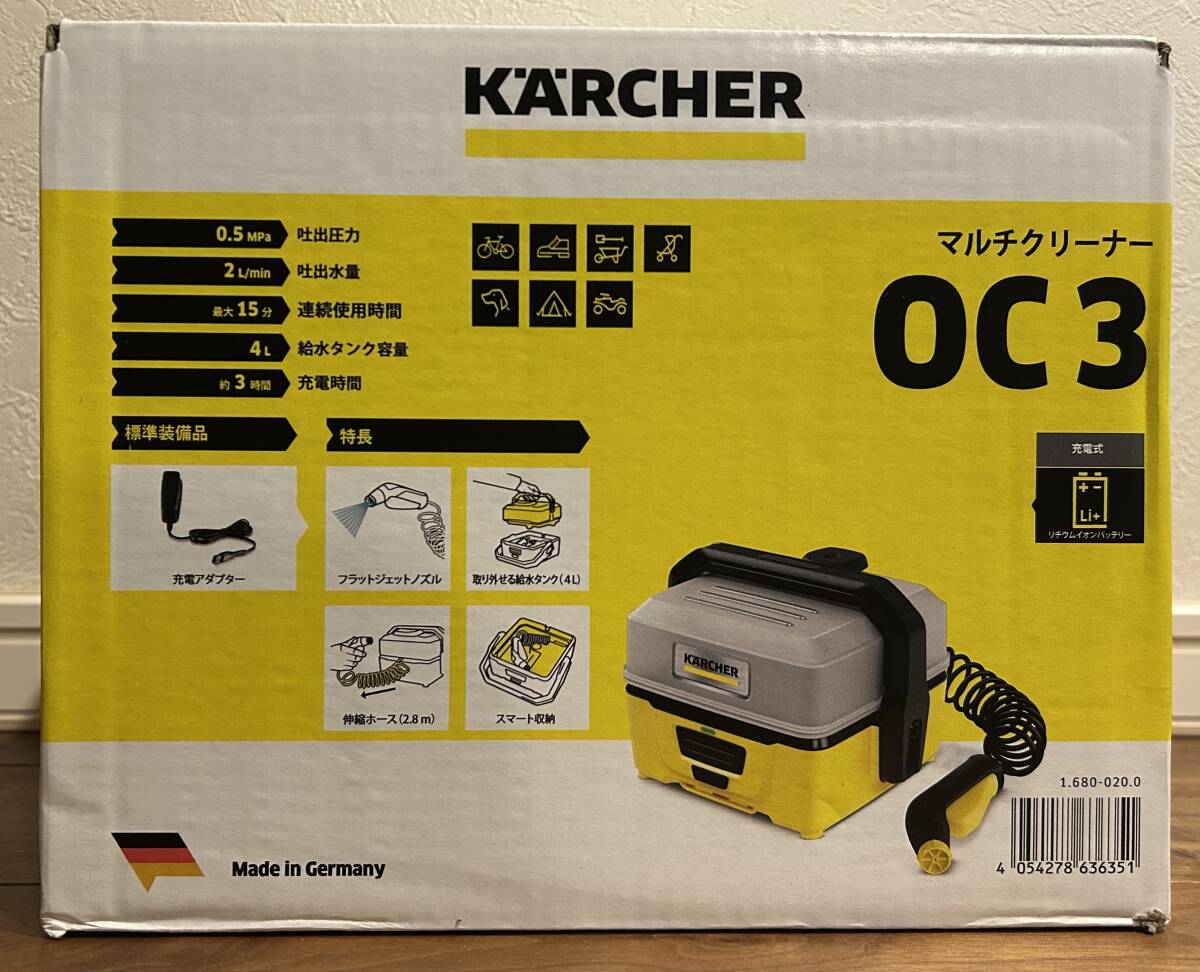 KÄRCHER
0.5 MPa 吐出圧力
2 L/min 吐出水量
最大 15 分 連続使用時間
4 L 給水タンク容量
約 3 時間 充電時間
マルチクリーナー
OC 3
標準装備品
特長
充電式
+ -
Li+
リチウムイオンバッテリー
充電アダプター
フラットジェットノズル
取り外せる給水タンク(4L)
伸縮ホース(2.8 m)
スマート収納
KÄRCHER
1.680-020.0
4 054278 636351
Made in Germany